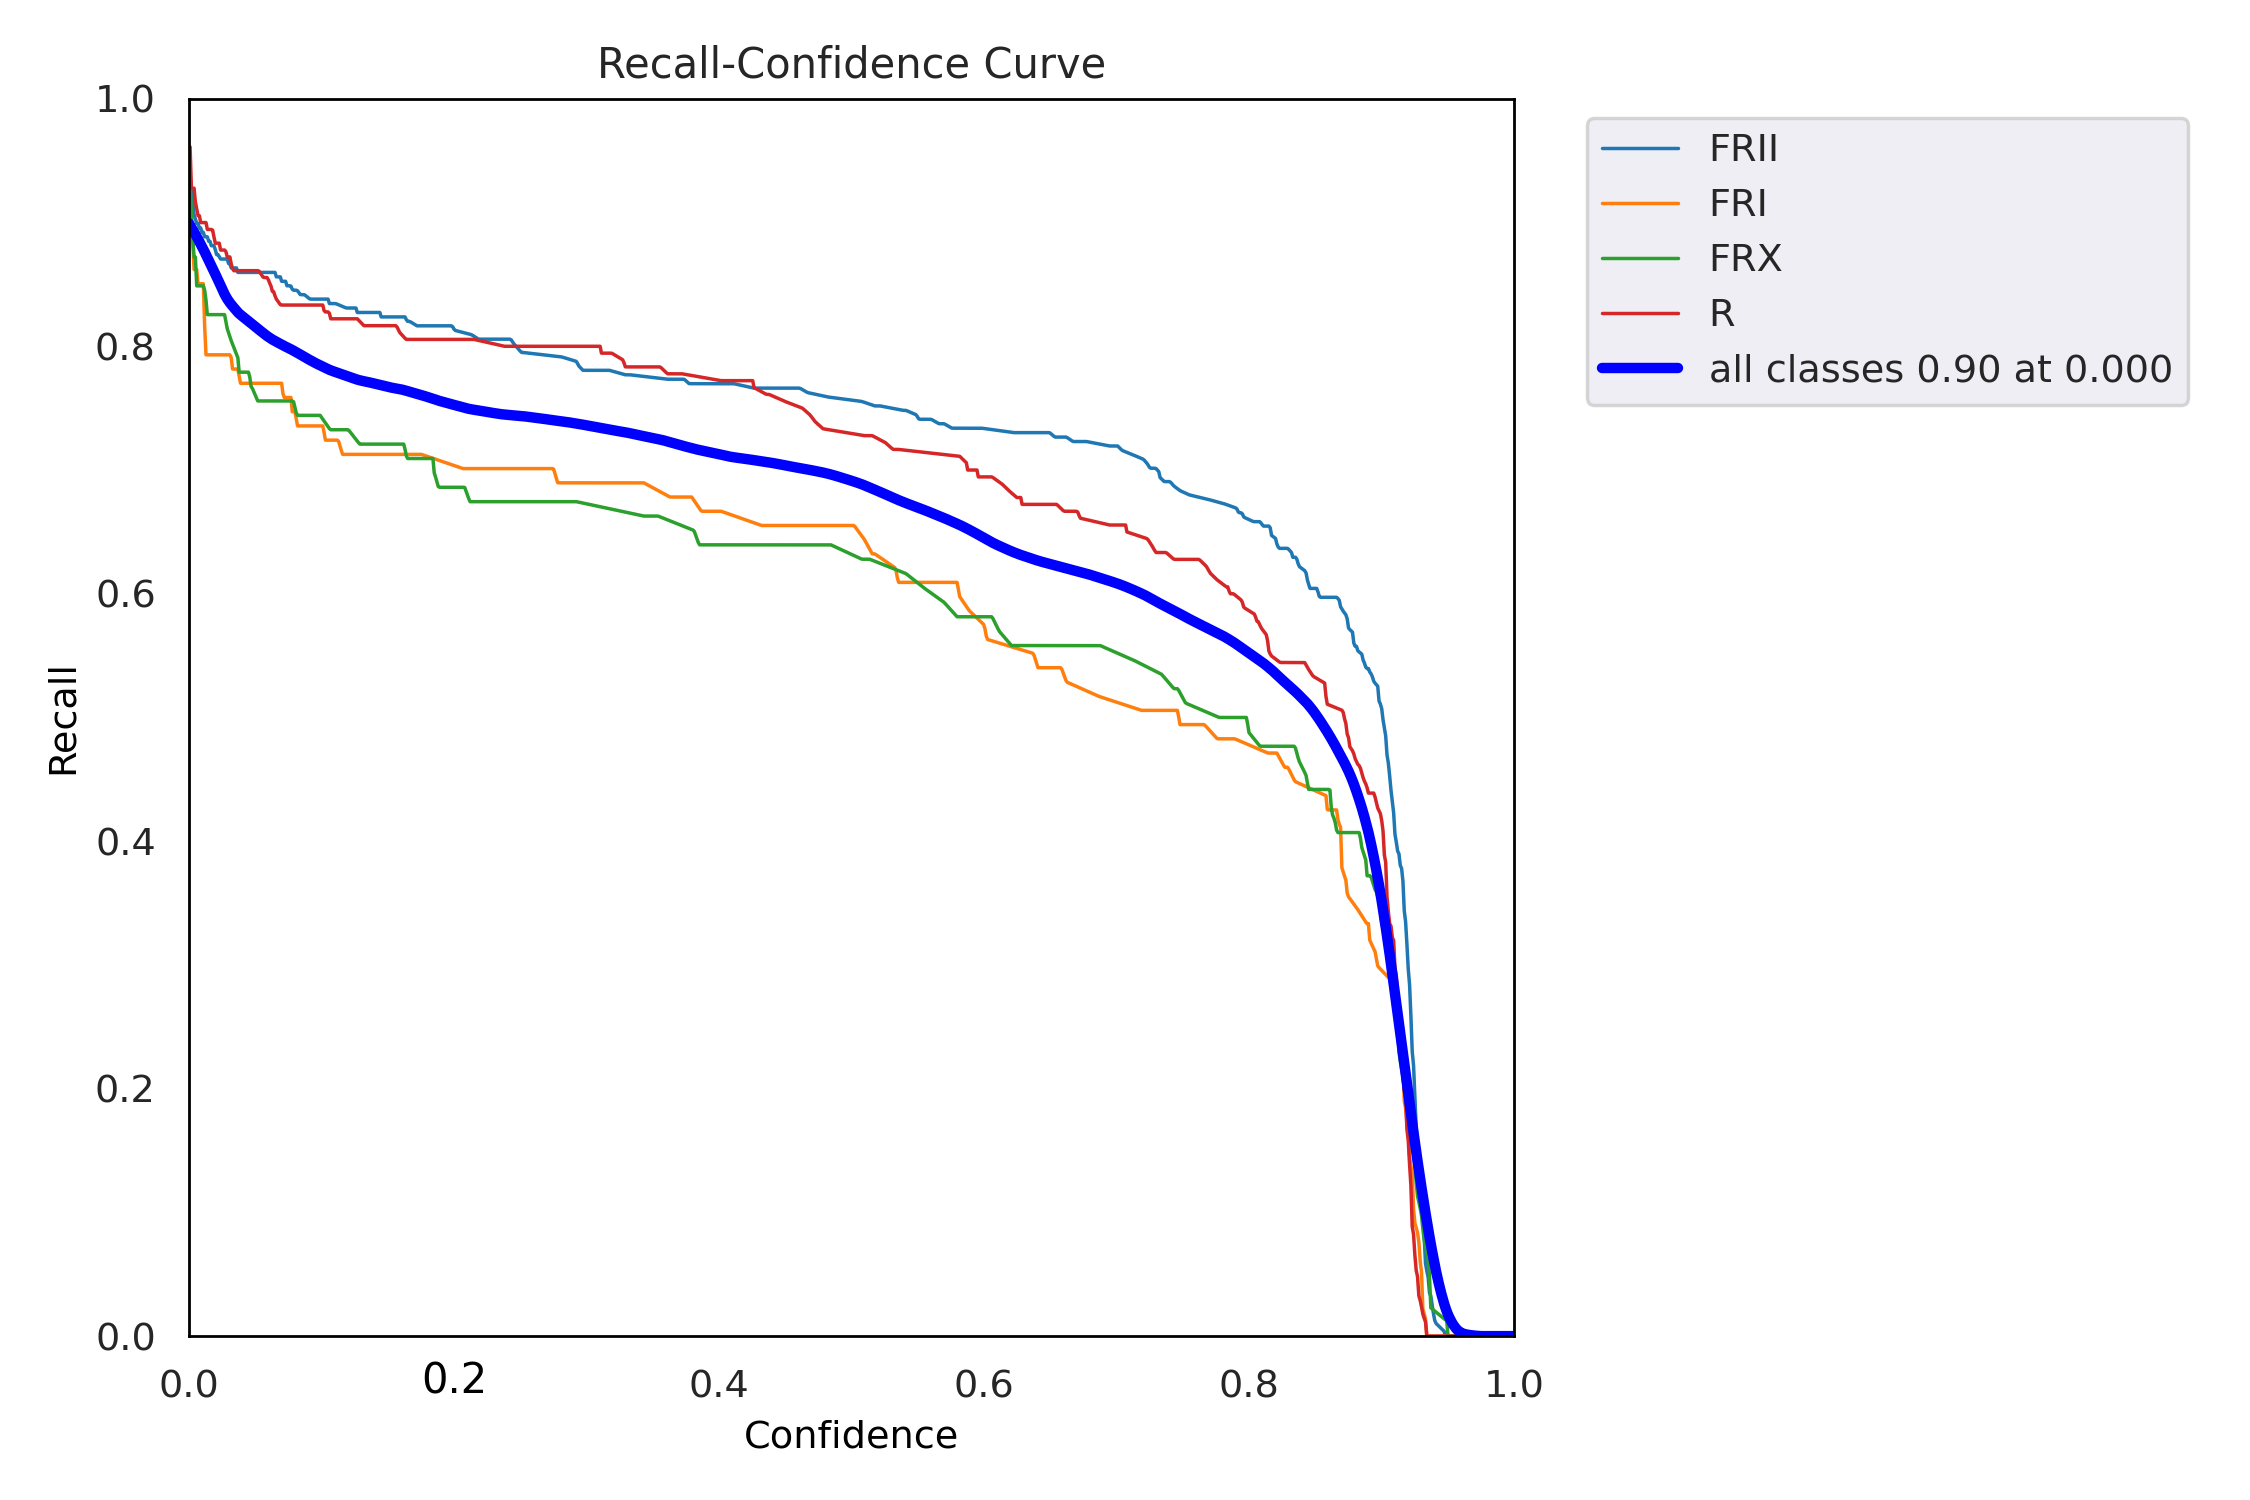 Recall-Confidence Curve
1.0
0.8
0.6
0.4
0.2
0.0
Recall
0.0 0.2 0.4 0.6 0.8 1.0
Confidence
FRII
FRI
FRX
R
all classes 0.90 at 0.000